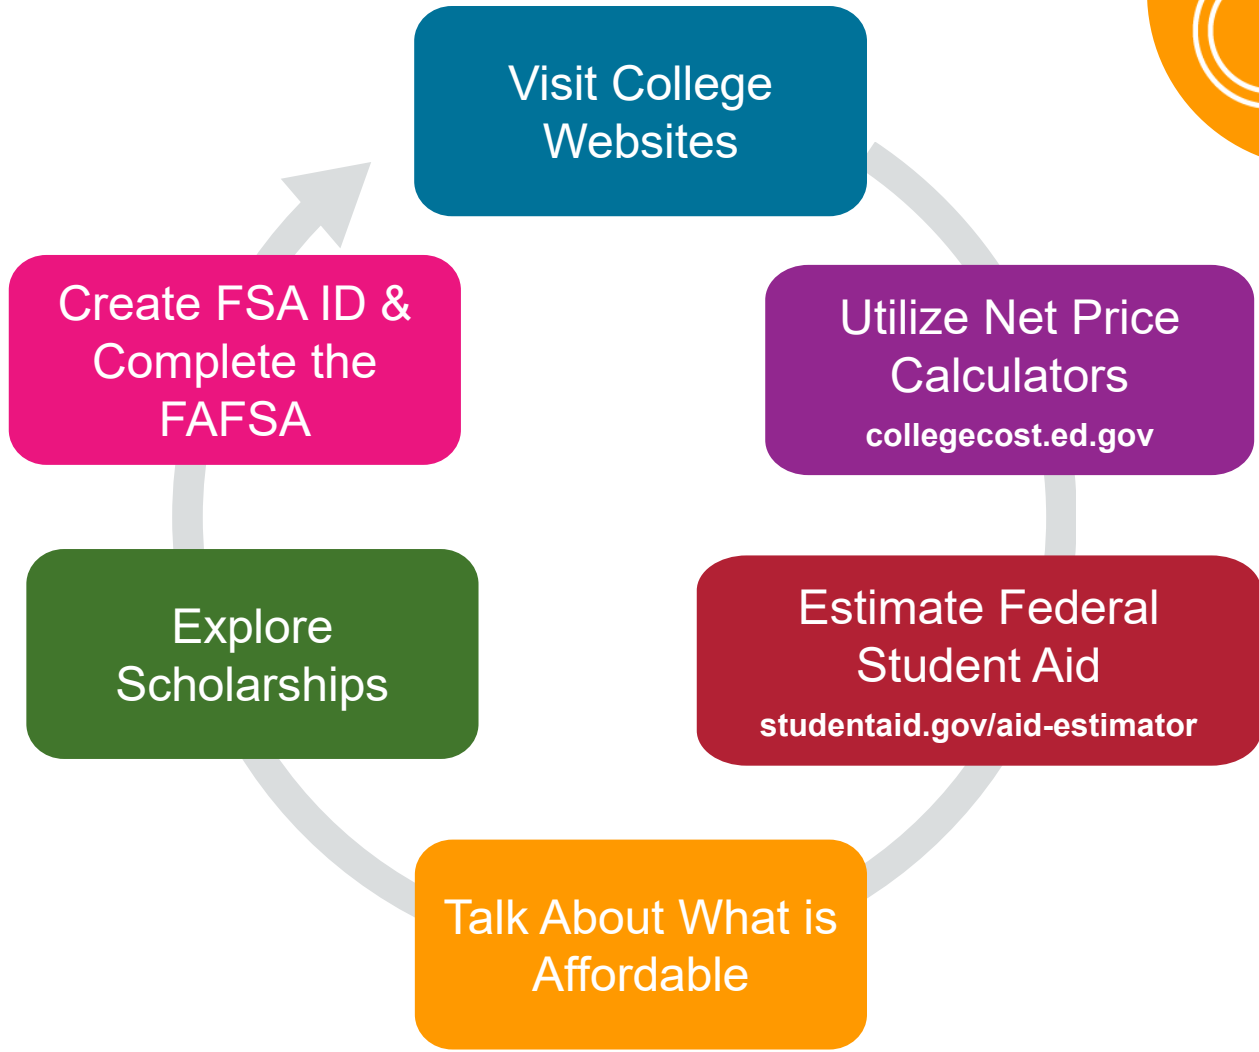 Visit College
Websites
Utilize Net Price
Calculators
collegecost.ed.gov
Estimate Federal
Student Aid
studentaid.gov/aid-estimator
Talk About What is
Affordable
Explore
Scholarships
Create FSA ID &
Complete the
FAFSA